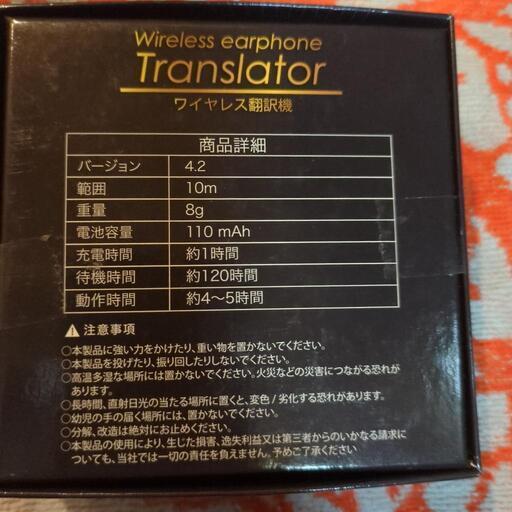 Wireless earphone
Translator
ワイヤレス翻訳機
商品詳細
バージョン 4.2
範囲 10m
重量 8g
電池容量 110 mAh
充電時間 約1時間
待機時間 約120時間
動作時間 約4〜5時間
⚠ 注意事項
○本製品に強い力をかけたり、重い物を置かないでください。
○本製品を投げたり、振り回したりしないでください。
○高温多湿な場所には置かないでください。火災などの災害につながる恐れが
あります。
○長時間、直射日光の当たる場所に置くと、変色/劣化する恐れがあります。
○幼児の手の届く場所には、置かないでください。
○分解、改造は絶対にお止めください。
○本製品の使用により、生じた損害、逸失利益又は第三者からのいかなる請求に
ついても、当社では一切の責任を負えません。予めご了承ください